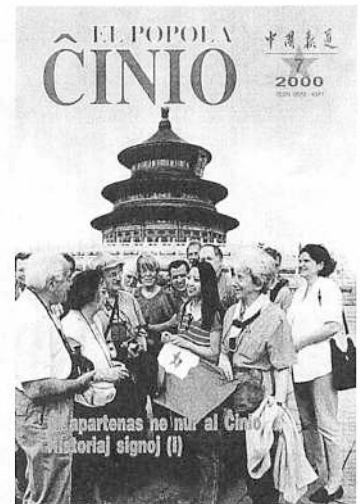 EL POPOLA
ĈINIO
中国报道
7
2000
apartenas ne nur al Ĉinio
Historiaj signoj (I)